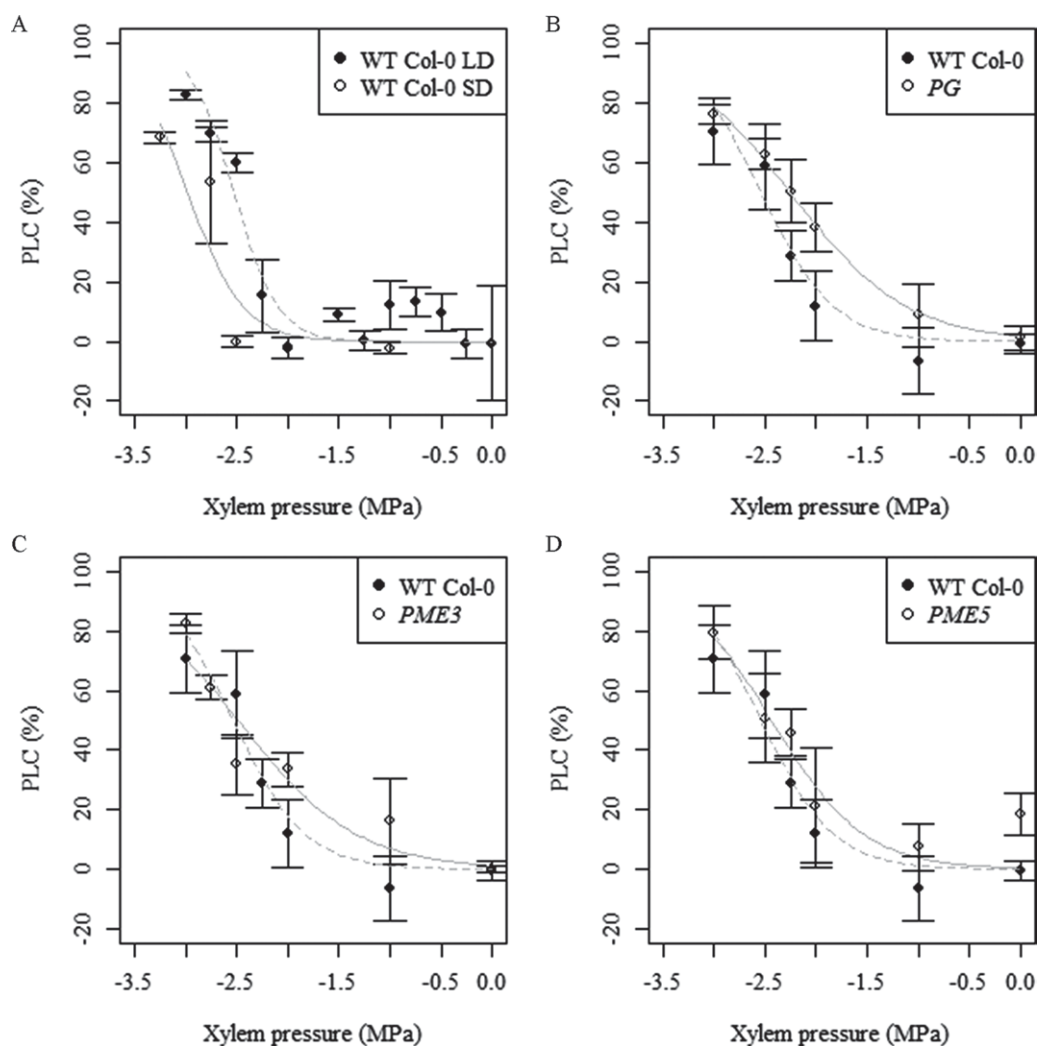 A
WT Col-0 LD
WT Col-0 SD
100
80
60
40
20
0
-20
PLC (%)
-3.5
-2.5
-1.5
-0.5
0.0
Xylem pressure (MPa)
B
WT Col-0
PG
100
80
60
40
20
0
-20
PLC (%)
-3.5
-2.5
-1.5
-0.5
0.0
Xylem pressure (MPa)
C
WT Col-0
PME3
100
80
60
40
20
0
-20
PLC (%)
-3.5
-2.5
-1.5
-0.5
0.0
Xylem pressure (MPa)
D
WT Col-0
PME5
100
80
60
40
20
0
-20
PLC (%)
-3.5
-2.5
-1.5
-0.5
0.0
Xylem pressure (MPa)